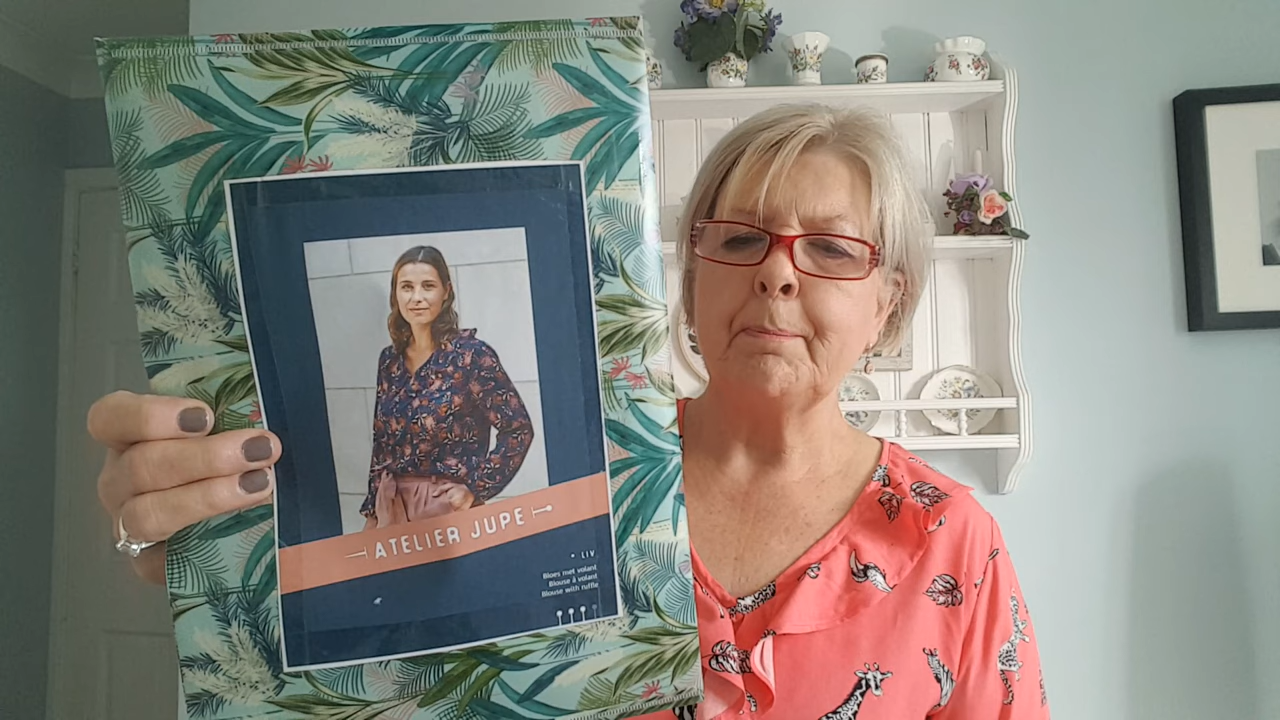 ATELIER JUPE
• LIV
Bloes met volant
Blouse à volant
Blouse with ruffle